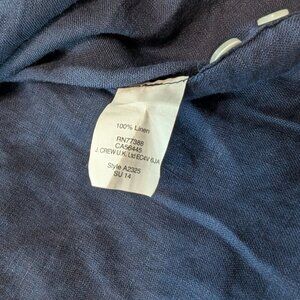 100% Linen
RN77388
CA56445
J.CREW U.K. Ltd EC4V 6JA
Style A2325
SU 14